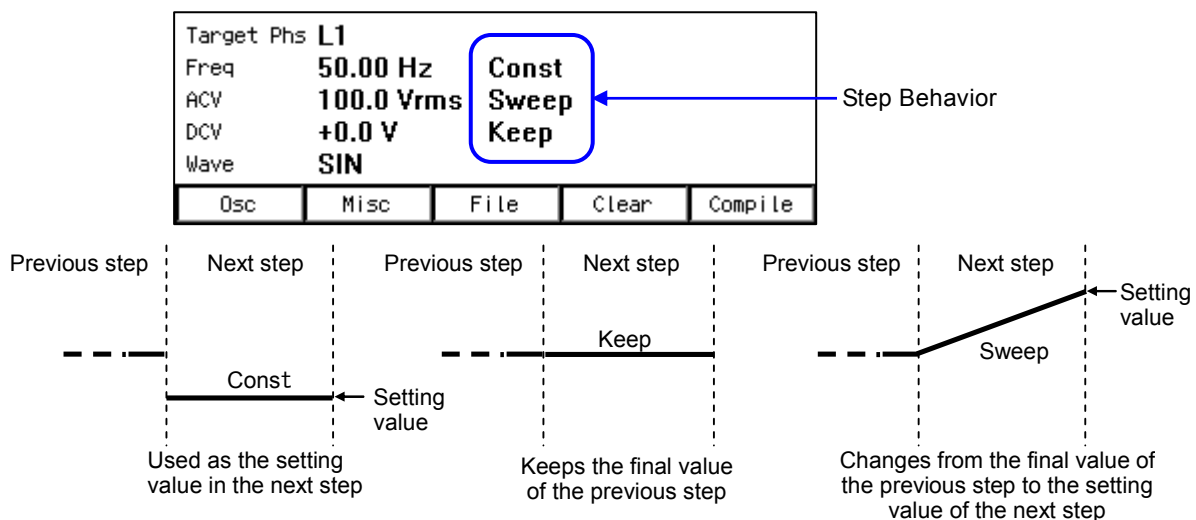 Target Phs L1
Freq 50.00 Hz Const
ACV 100.0 Vrms Sweep
DCV +0.0 V Keep
Wave SIN
Osc Misc File Clear Compile
Step Behavior
Previous step Next step
Const
Setting
value
Used as the setting
value in the next step
Previous step Next step
Keep
Keeps the final value
of the previous step
Previous step Next step
Sweep
Setting
value
Changes from the final value of
the previous step to the setting
value of the next step